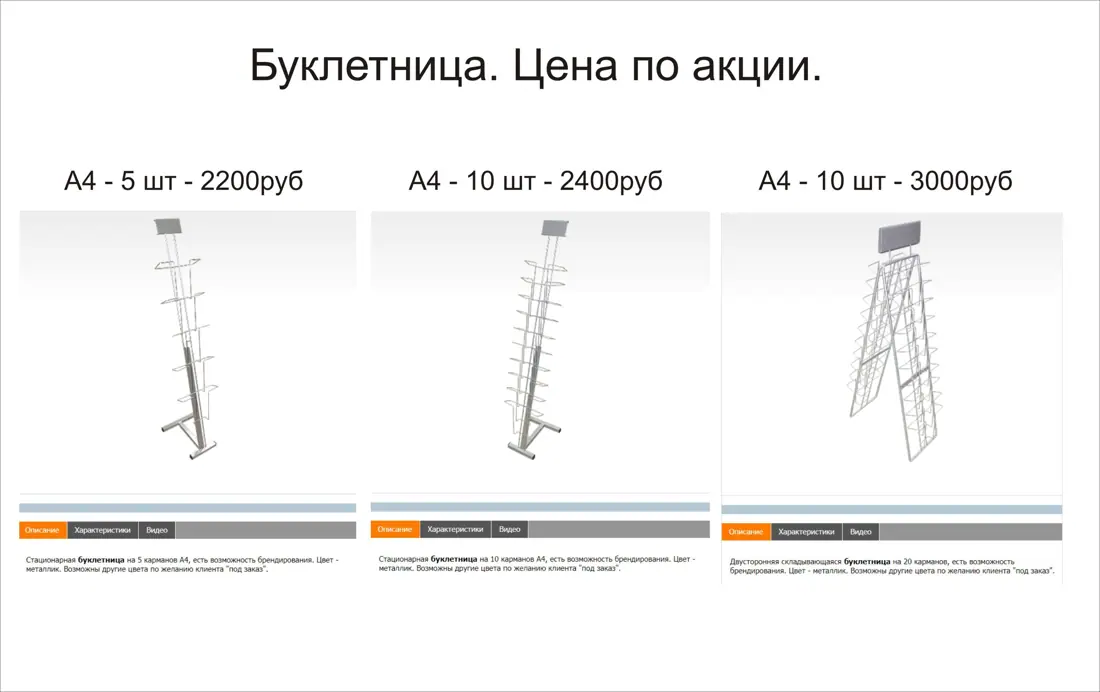 Буклетница. Цена по акции.
А4 - 5 шт - 2200руб
А4 - 10 шт - 2400руб
А4 - 10 шт - 3000руб
Описание Характеристики Видео
Стационарная буклетница на 5 карманов А4, есть возможность брендирования. Цвет -
металлик. Возможны другие цвета по желанию клиента "под заказ".
Описание Характеристики Видео
Стационарная буклетница на 10 карманов А4, есть возможность брендирования. Цвет -
металлик. Возможны другие цвета по желанию клиента "под заказ".
Описание Характеристики Видео
Двусторонняя складывающаяся буклетница на 20 карманов, есть возможность
брендирования. Цвет - металлик. Возможны другие цвета по желанию клиента "под заказ".